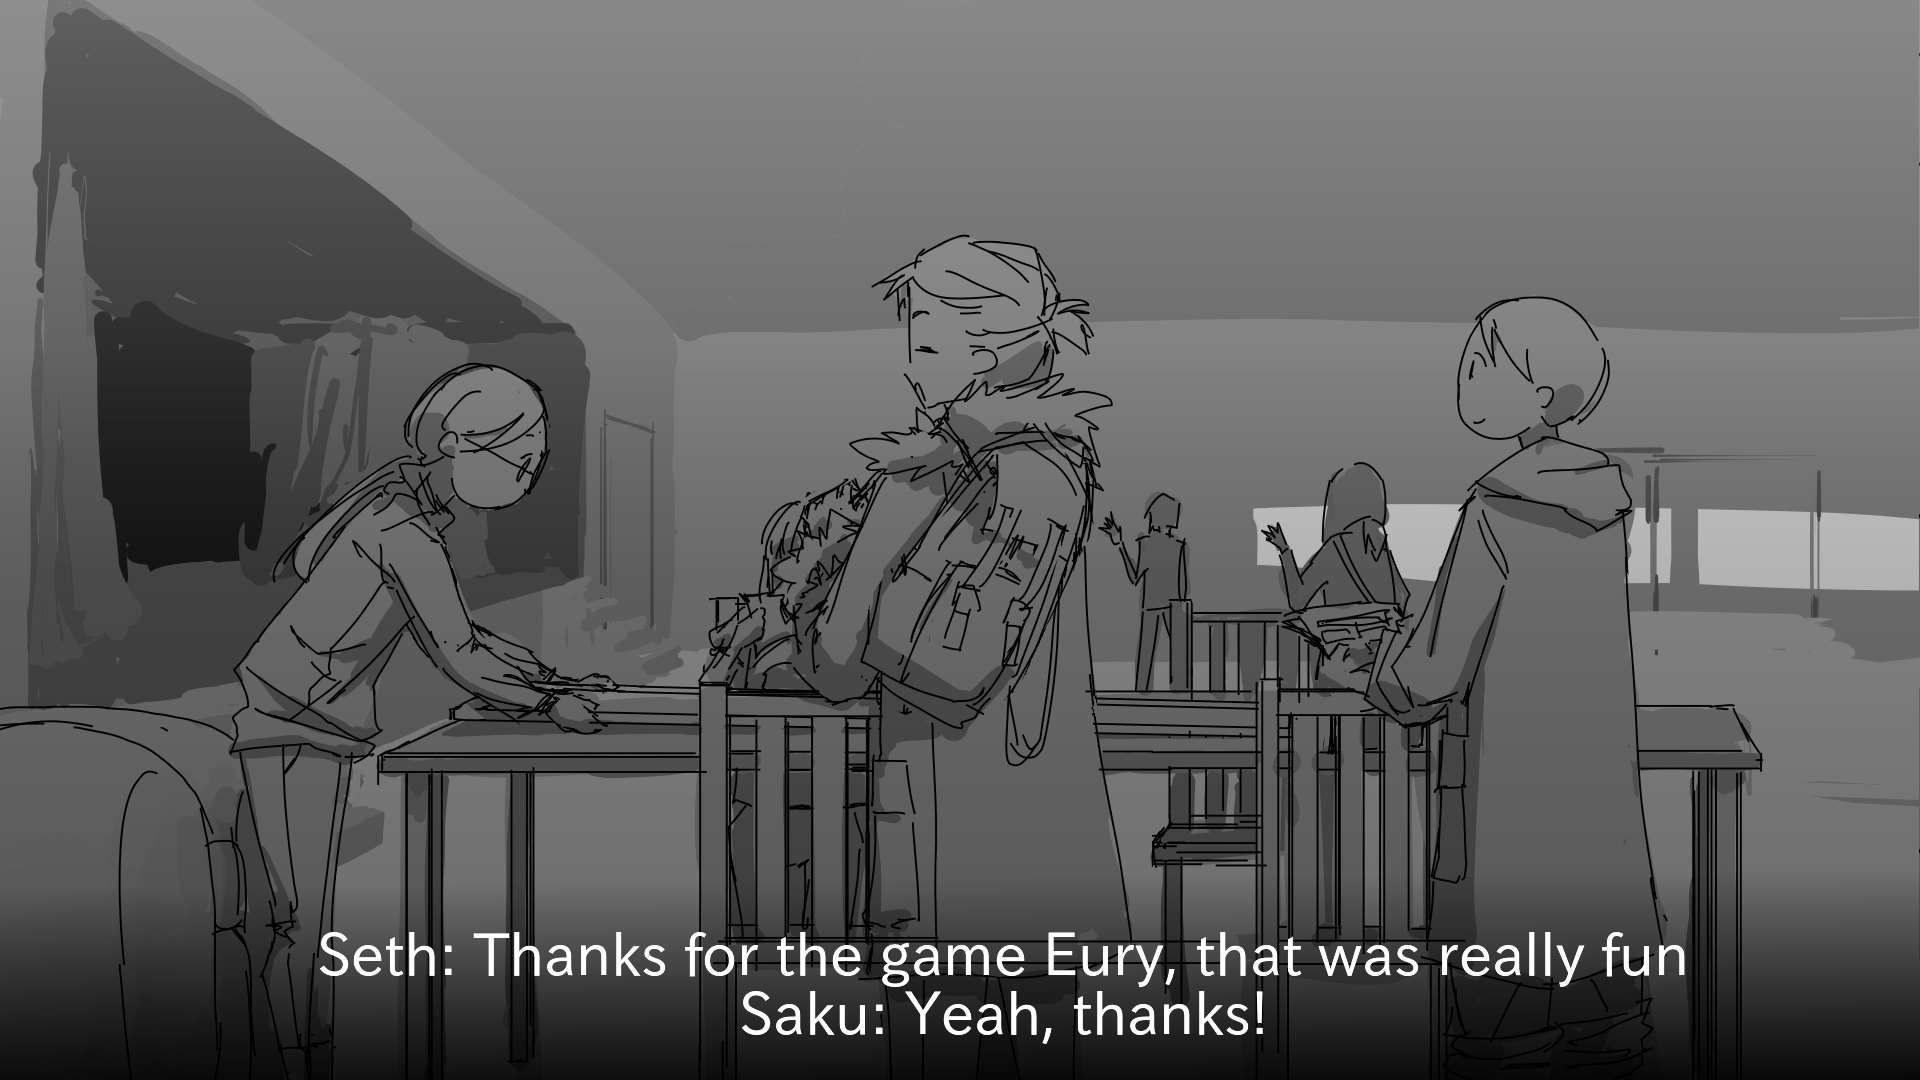 Seth: Thanks for the game Eury, that was really fun
Saku: Yeah, thanks!